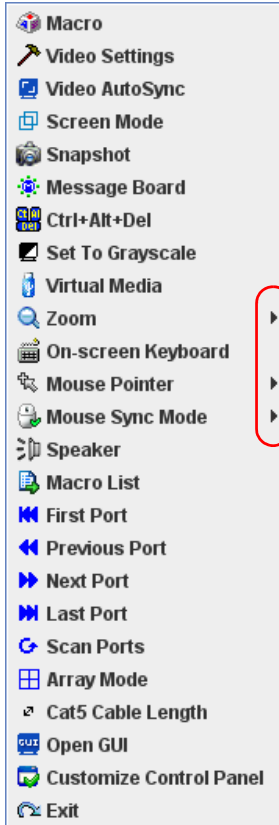 Macro
Video Settings
Video AutoSync
Screen Mode
Snapshot
Message Board
Ctrl+Alt+Del
Set To Grayscale
Virtual Media
Zoom
On-screen Keyboard
Mouse Pointer
Mouse Sync Mode
Speaker
Macro List
First Port
Previous Port
Next Port
Last Port
Scan Ports
Array Mode
Cat5 Cable Length
GUI Open GUI
Customize Control Panel
Exit